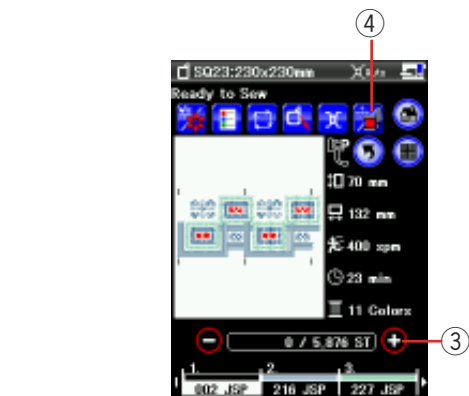 ④
SQ23:230x230mm Auto
Ready to Sew
P
70 mm
132 mm
400 spm
23 min
11 Colors
0 / 5,876 ST
③
1. 2. 3.
002 JSP 216 JSP 227 JSP